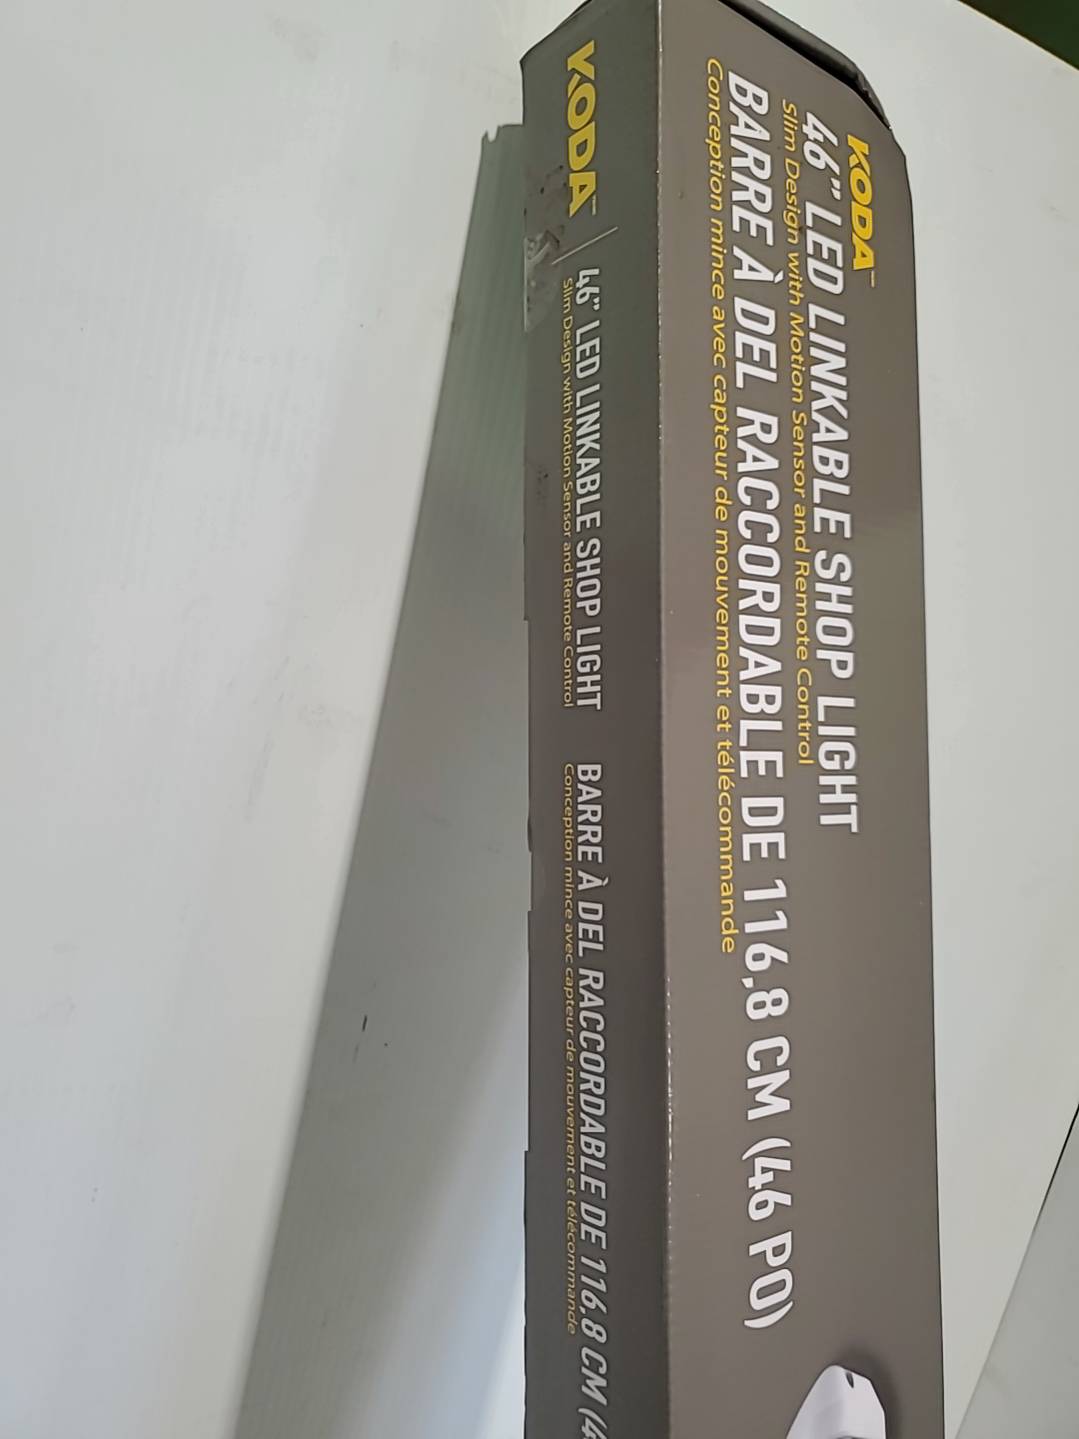 KODA™
46" LED LINKABLE SHOP LIGHT
Slim Design with Motion Sensor and Remote Control
BARRE À DEL RACCORDABLE DE 116,8 CM (46 PO)
Conception mince avec capteur de mouvement et télécommande
KODA™
46" LED LINKABLE SHOP LIGHT
Slim Design with Motion Sensor and Remote Control
BARRE À DEL RACCORDABLE DE 116,8 CM (4
Conception mince avec capteur de mouvement et télécommande